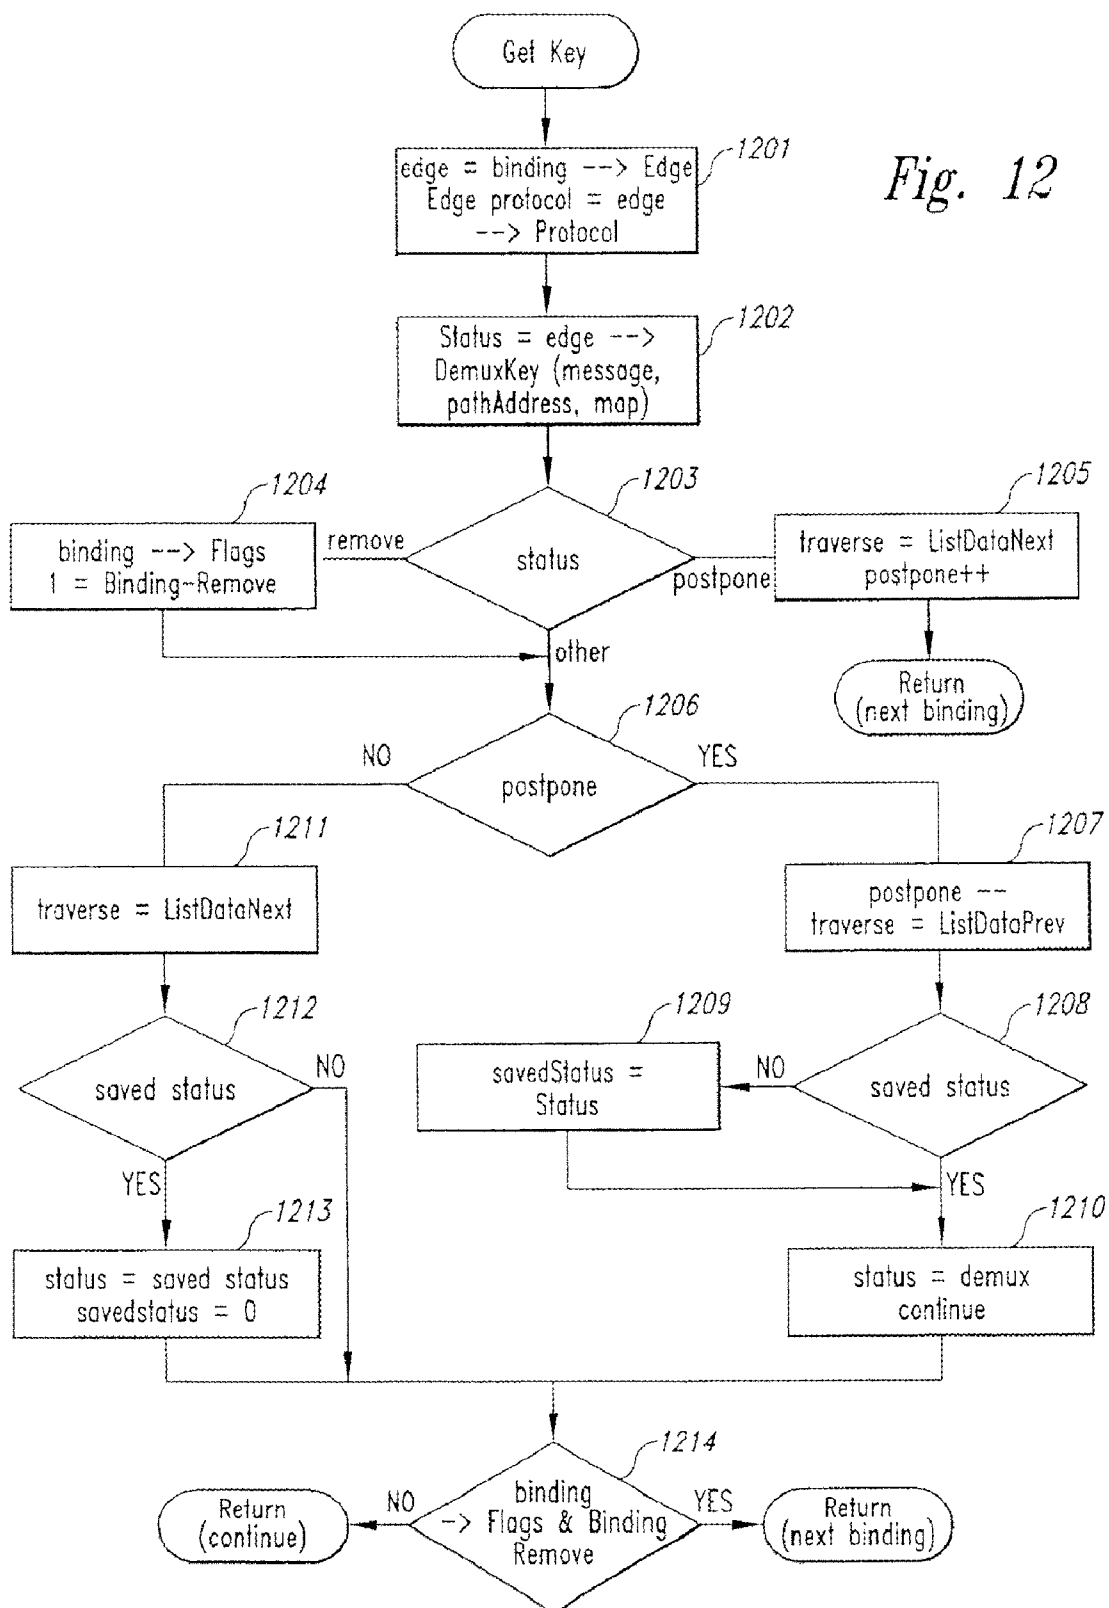 Get Key
1201
Fig. 12
edge = binding --> Edge
Edge protocol = edge
--> Protocol
1202
Status = edge -->
DemuxKey (message,
pathAddress, map)
1203
1204
1205
binding --> Flags
1 = Binding-Remove
remove
status
postpone
traverse = ListDataNext
postpone++
other
Return
(next binding)
1206
NO
YES
postpone
1211
1207
traverse = ListDataNext
postpone --
traverse = ListDataPrev
1212
1209
1208
saved status
NO
savedStatus =
Status
NO
saved status
YES
YES
1213
1210
status = saved status
savedstatus = 0
status = demux
continue
1214
Return
(continue)
NO
binding
-> Flags & Binding
Remove
YES
Return
(next binding)